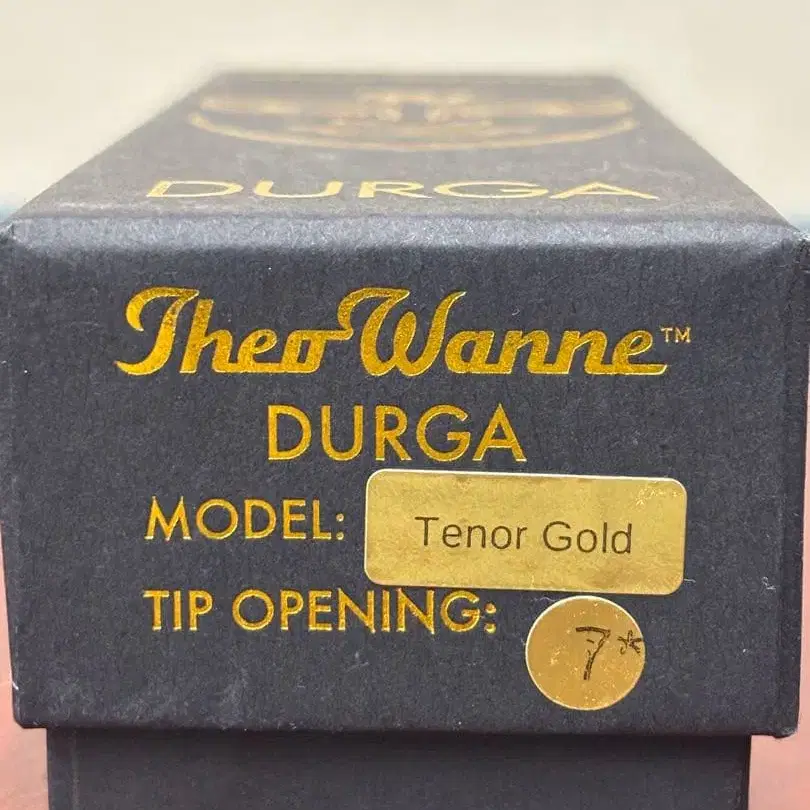 DURGA
Theo Wanne™
DURGA
MODEL: Tenor Gold
TIP OPENING: 7*